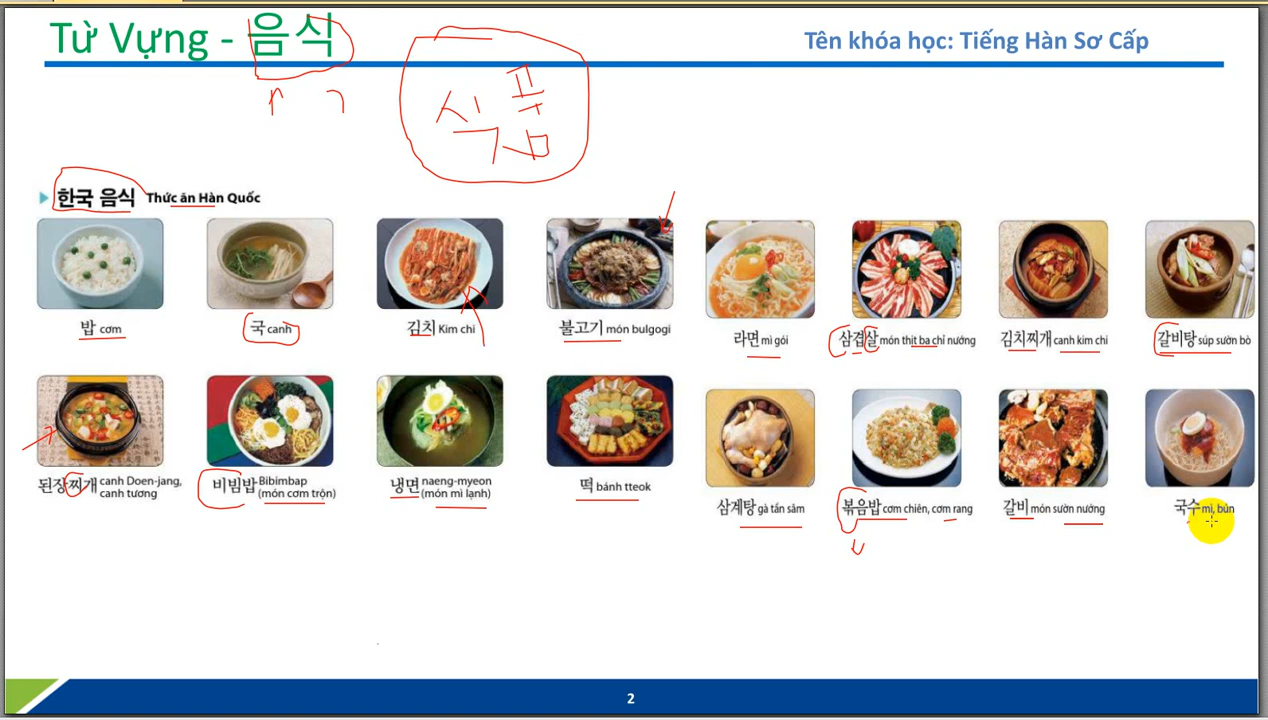 Từ Vựng - 음식
Tên khóa học: Tiếng Hàn Sơ Cấp
식품
한국 음식 Thức ăn Hàn Quốc
밥 cơm
국 canh
김치 Kim chi
불고기 món bulgogi
라면 mì gói
삼겹살 món thịt ba chỉ nướng
김치찌개 canh kim chi
갈비탕 súp sườn bò
된장찌개 canh Doen-jang,
canh tương
비빔밥 Bibimbap
(món cơm trộn)
냉면 naeng-myeon
(món mì lạnh)
떡 bánh tteok
삼계탕 gà tần sâm
볶음밥 cơm chiên, cơm rang
갈비 món sườn nướng
국수 mì, bún
2